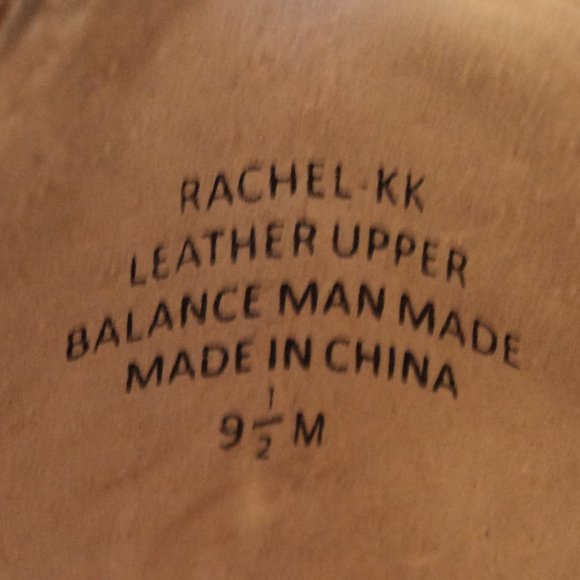 RACHEL-KK
LEATHER UPPER
BALANCE MAN MADE
MADE IN CHINA
9 1/2 M